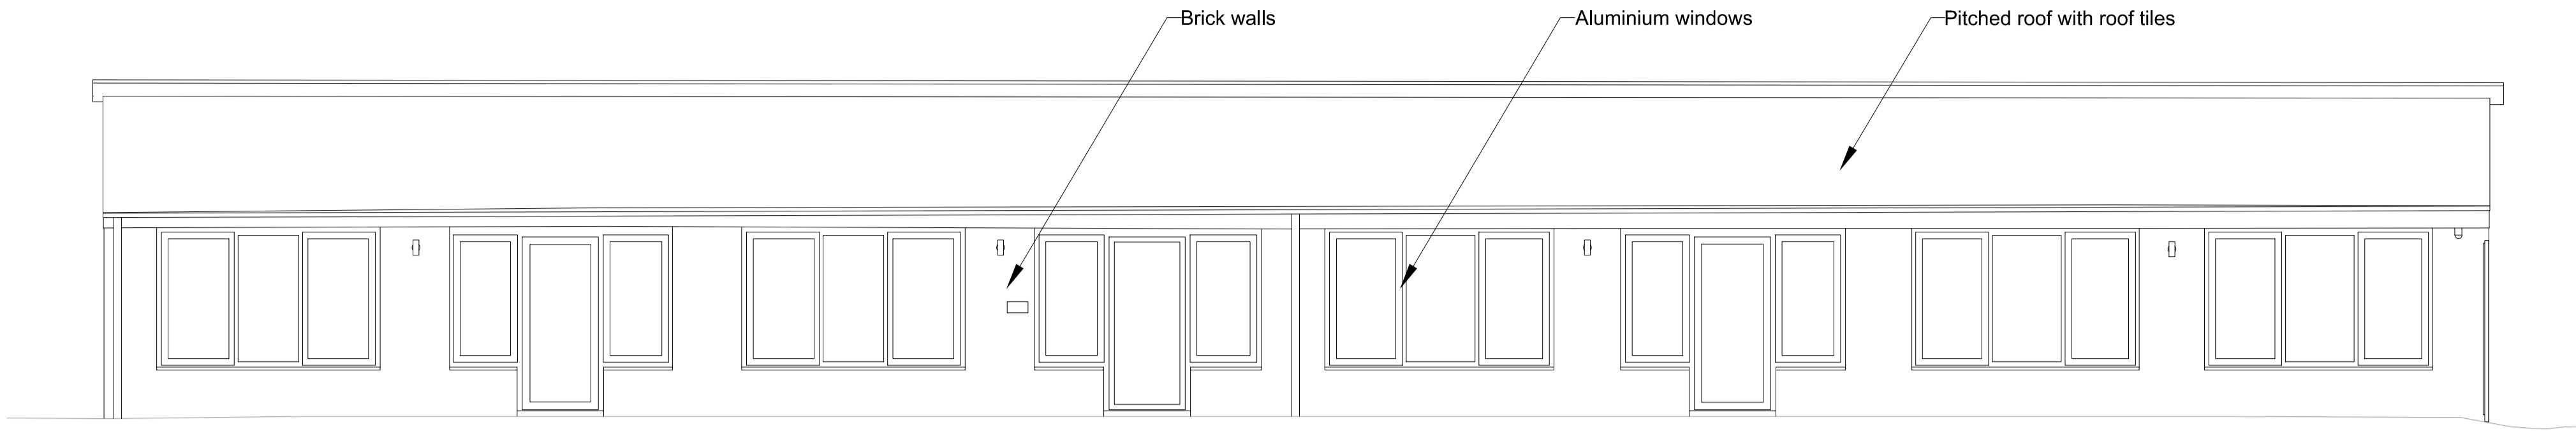 Brick walls
Aluminium windows
Pitched roof with roof tiles